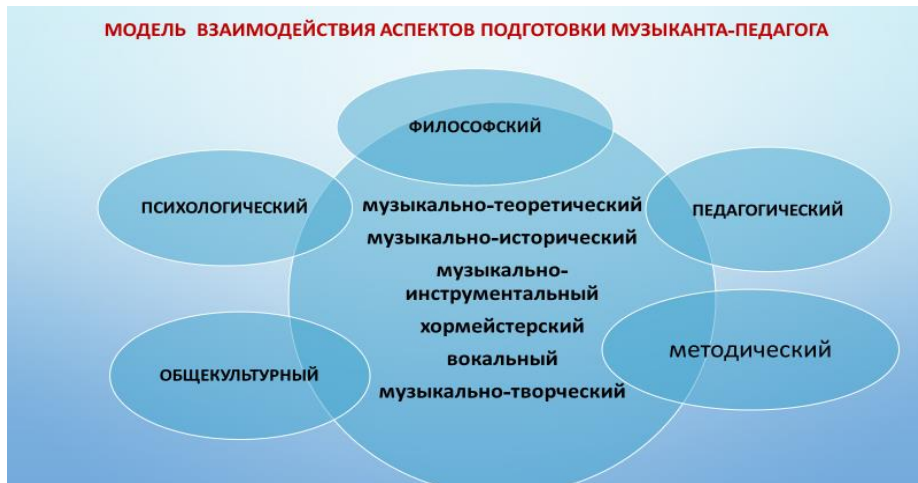 МОДЕЛЬ ВЗАИМОДЕЙСТВИЯ АСПЕКТОВ ПОДГОТОВКИ МУЗЫКАНТА-ПЕДАГОГА
ФИЛОСОФСКИЙ
ПСИХОЛОГИЧЕСКИЙ
ПЕДАГОГИЧЕСКИЙ
музыкально-теоретический
музыкально-исторический
музыкально-
инструментальный
хормейстерский
вокальный
музыкально-творческий
методический
ОБЩЕКУЛЬТУРНЫЙ